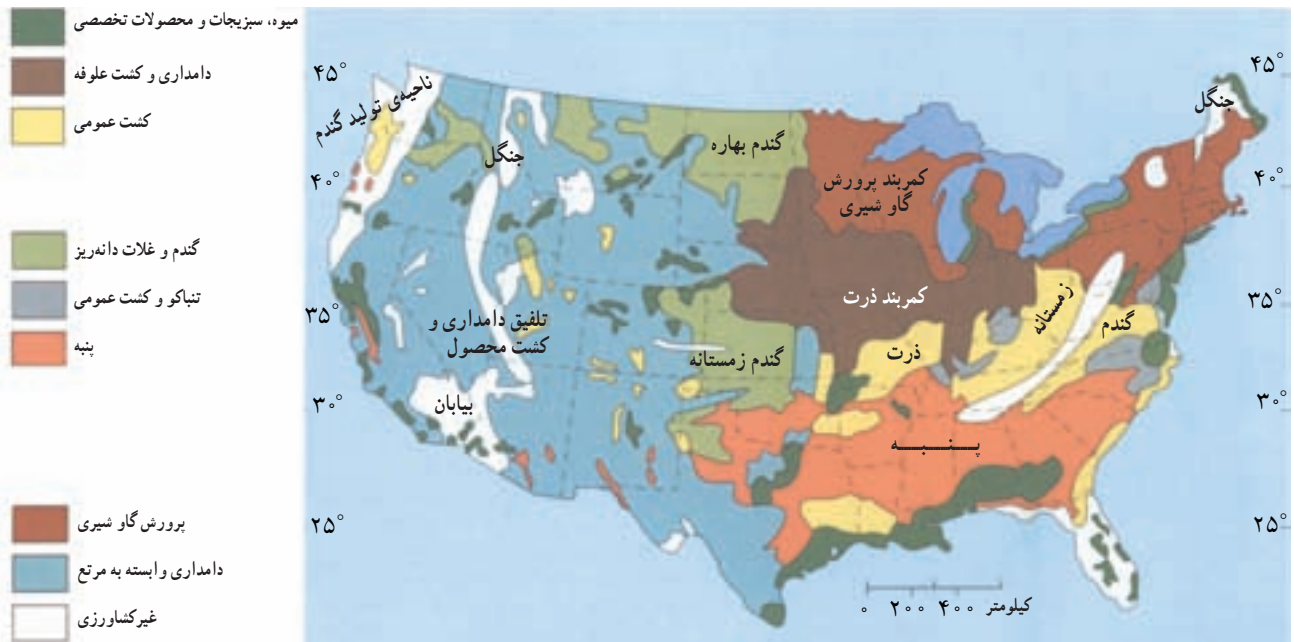 میوه، سبزیجات و محصولات تخصصی
دامداری و کشت علوفه
کشت عمومی
گندم و غلات دانه‌ریز
تنباکو و کشت عمومی
پنبه
پرورش گاو شیری
دامداری وابسته به مرتع
غیرکشاورزی
۴۵°
۴۰°
۳۵°
۳۰°
۲۵°
۴۵°
۴۰°
۳۵°
۳۰°
۲۵°
ناحیه‌ی تولید گندم
جنگل
گندم بهاره
کمربند پرورش
گاو شیری
جنگل
کمربند ذرت
زمستانه
گندم
تلفیق دامداری و
کشت محصول
گندم زمستانه
ذرت
بیابان
پـنـبـه
کیلومتر
۰ ۲۰۰ ۴۰۰